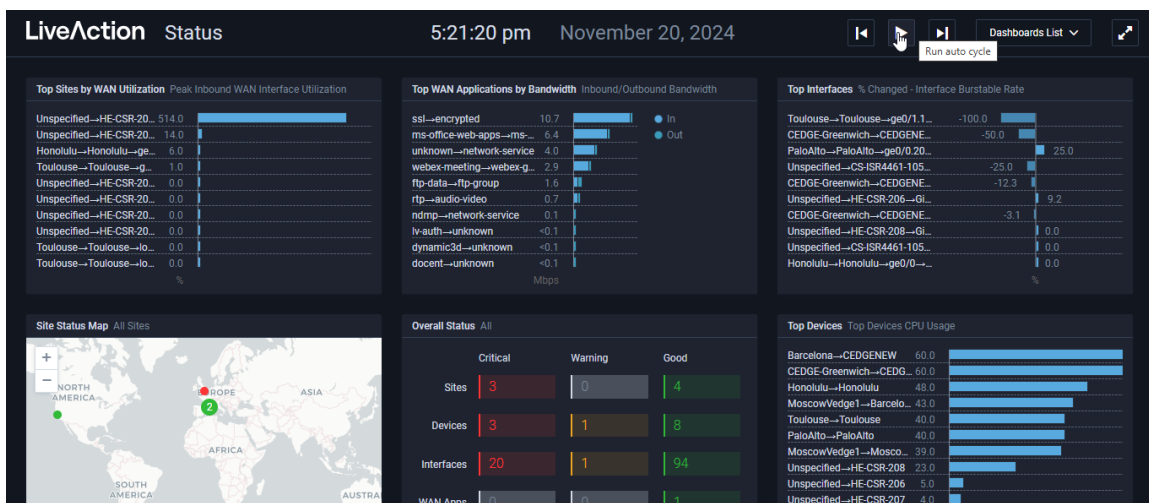 LiveAction Status
5:21:20 pm November 20, 2024
Dashboards List
Run auto cycle
Top Sites by WAN Utilization Peak Inbound WAN Interface Utilization
Unspecified→HE-CSR-20... 514.0
Unspecified→HE-CSR-20... 14.0
Honolulu→Honolulu→ge... 6.0
Toulouse→Toulouse→g... 1.0
Unspecified→HE-CSR-20... 0.0
Unspecified→HE-CSR-20... 0.0
Unspecified→HE-CSR-20... 0.0
Unspecified→HE-CSR-20... 0.0
Toulouse→Toulouse→lo... 0.0
Toulouse→Toulouse→lo... 0.0
%
Top WAN Applications by Bandwidth Inbound/Outbound Bandwidth
ssl→encrypted 10.7
ms-office-web-apps→ms-... 6.4
unknown→network-service 4.0
webex-meeting→webex-g... 2.9
ftp-data→ftp-group 1.6
rtp→audio-video 0.7
ndmp→network-service 0.1
lv-auth→unknown <0.1
dynamic3d→unknown <0.1
docent→unknown <0.1
Mbps
In
Out
Top Interfaces % Changed - Interface Burstable Rate
Toulouse→Toulouse→ge0/1.1... -100.0
CEDGE-Greenwich→CEDGENE... -50.0
PaloAlto→PaloAlto→ge0/0.20... 25.0
Unspecified→CS-ISR4461-105... -25.0
CEDGE-Greenwich→CEDGENE... -12.3
Unspecified→HE-CSR-206→Gi... 9.2
CEDGE-Greenwich→CEDGENE... -3.1
Unspecified→HE-CSR-208→Gi... 0.0
Unspecified→CS-ISR4461-105... 0.0
Honolulu→Honolulu→ge0/0→... 0.0
%
Site Status Map All Sites
+
−
NORTH
AMERICA
EUROPE
ASIA
2
AFRICA
SOUTH
AMERICA
AUSTRA
Overall Status All
Critical Warning Good
Sites 3 0 4
Devices 3 1 8
Interfaces 20 1 94
WAN Apps 0 0 1
Top Devices Top Devices CPU Usage
Barcelona→CEDGENEW 60.0
CEDGE-Greenwich→CEDG... 60.0
Honolulu→Honolulu 48.0
MoscowVedge1→Barcelo... 43.0
Toulouse→Toulouse 40.0
PaloAlto→PaloAlto 40.0
MoscowVedge1→Mosco... 39.0
Unspecified→HE-CSR-208 23.0
Unspecified→HE-CSR-206 5.0
Unspecified→HE-CSR-207 4.0